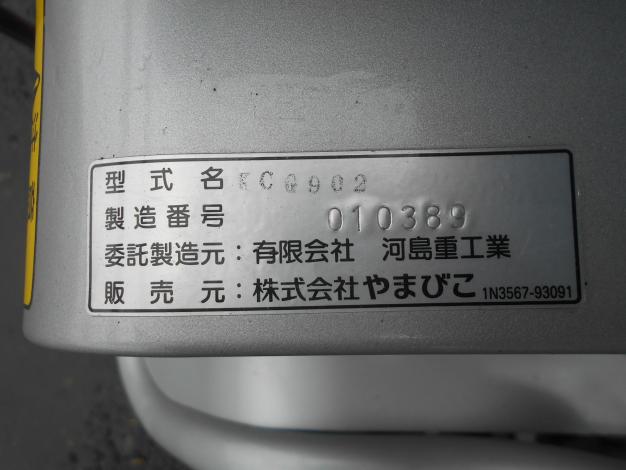 型式名 KCG902
製造番号 010389
委託製造元：有限会社 河島重工業
販売元：株式会社やまびこ 1N3567-93091